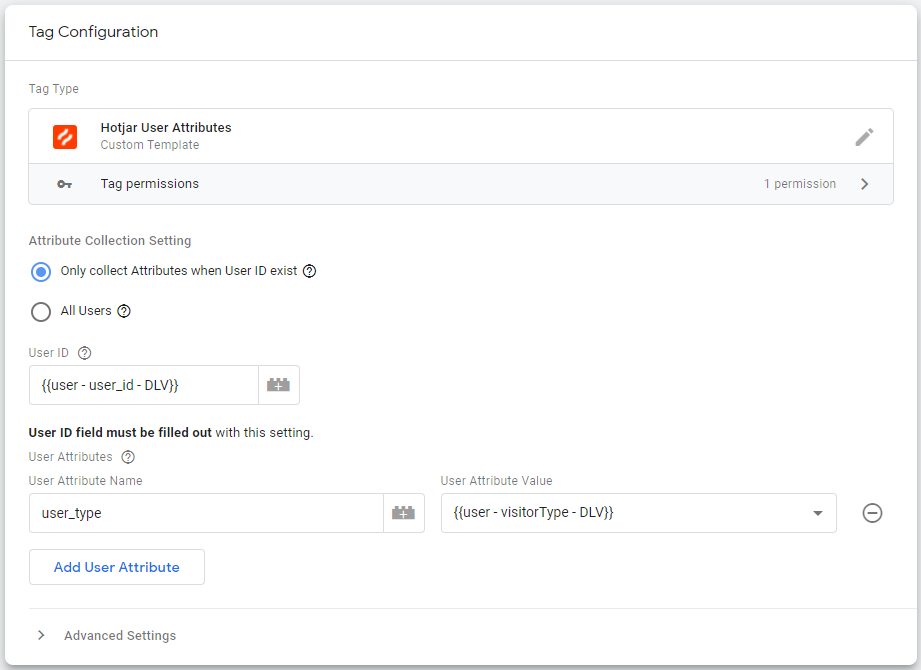 Tag Configuration
Tag Type
Hotjar User Attributes
Custom Template
Tag permissions 1 permission
Attribute Collection Setting
Only collect Attributes when User ID exist
All Users
User ID
{{user - user_id - DLV}}
User ID field must be filled out with this setting.
User Attributes
User Attribute Name User Attribute Value
user_type {{user - visitorType - DLV}}
Add User Attribute
Advanced Settings